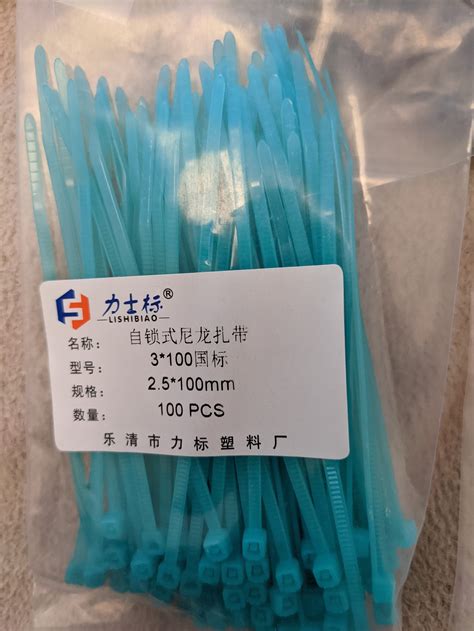 力士标®
LISHIBIAO
名称: 自锁式尼龙扎带
型号: 3*100国标
规格: 2.5*100mm
数量: 100 PCS
乐清市力标塑料厂